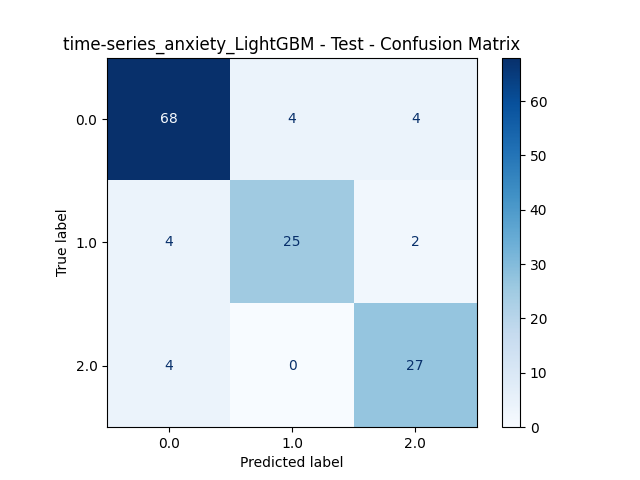 time-series_anxiety_LightGBM - Test - Confusion Matrix
0.0 68 4 4
1.0 4 25 2
2.0 4 0 27
0.0 1.0 2.0
Predicted label
True label
60
50
40
30
20
10
0